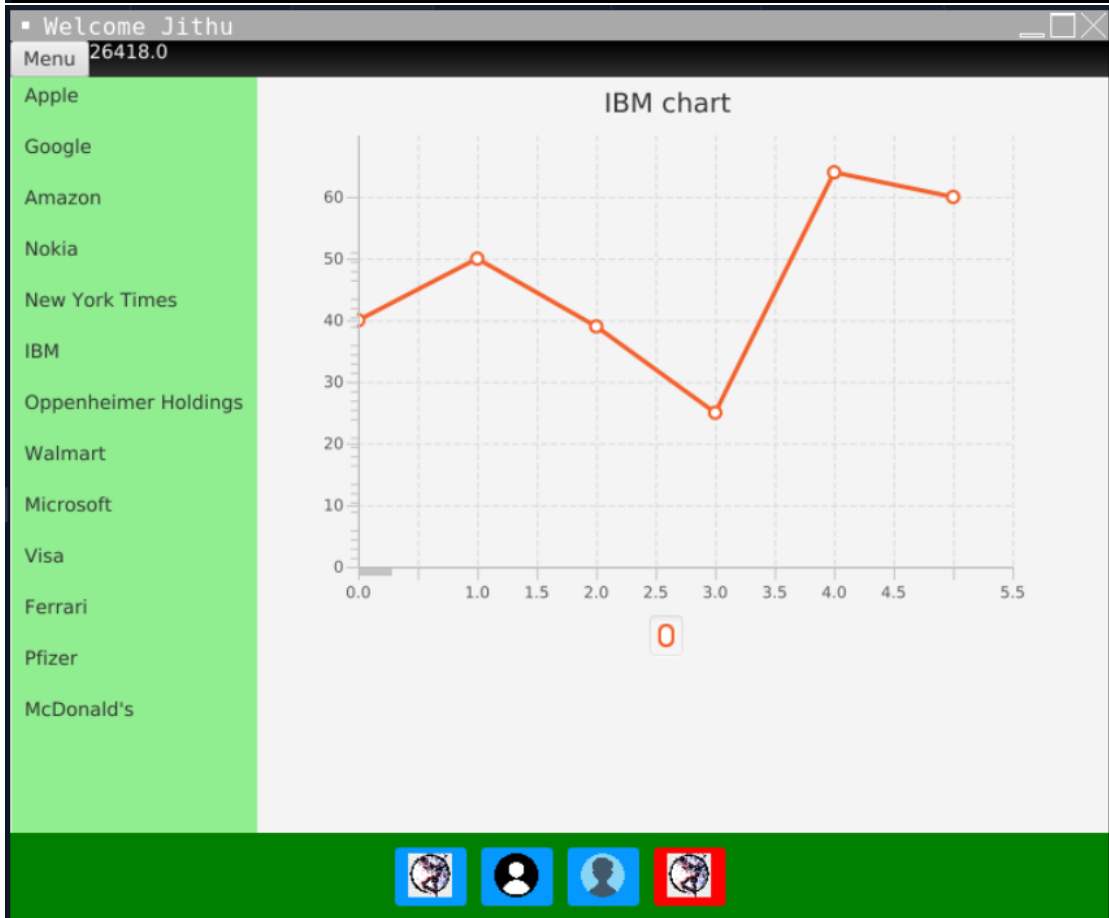 Welcome Jithu
Menu 26418.0
Apple
Google
Amazon
Nokia
New York Times
IBM
Oppenheimer Holdings
Walmart
Microsoft
Visa
Ferrari
Pfizer
McDonald's
IBM chart
60
50
40
30
20
10
0
0.0 1.0 1.5 2.0 2.5 3.0 3.5 4.0 4.5 5.5